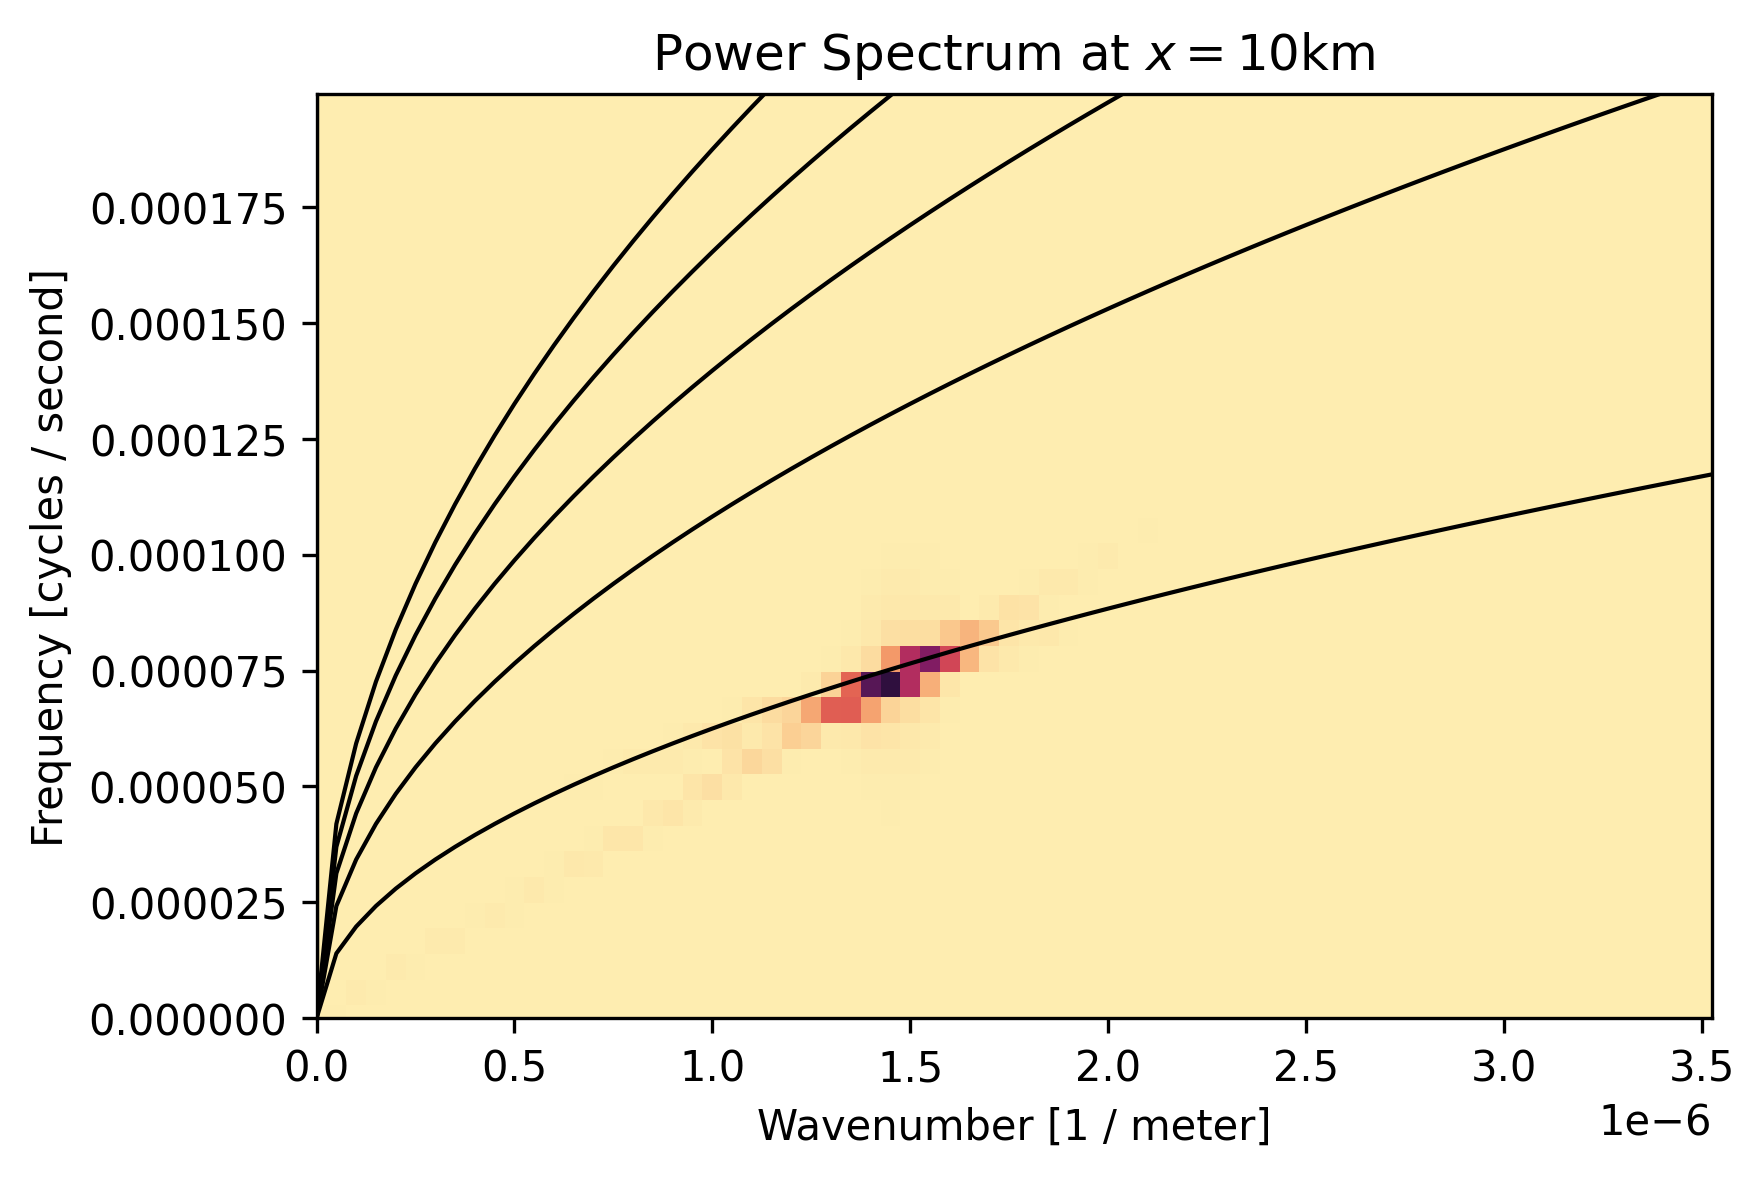 Power Spectrum at x = 10km
Frequency [cycles / second]
0.000175
0.000150
0.000125
0.000100
0.000075
0.000050
0.000025
0.000000
0.0 0.5 1.0 1.5 2.0 2.5 3.0 3.5
1e−6
Wavenumber [1 / meter]